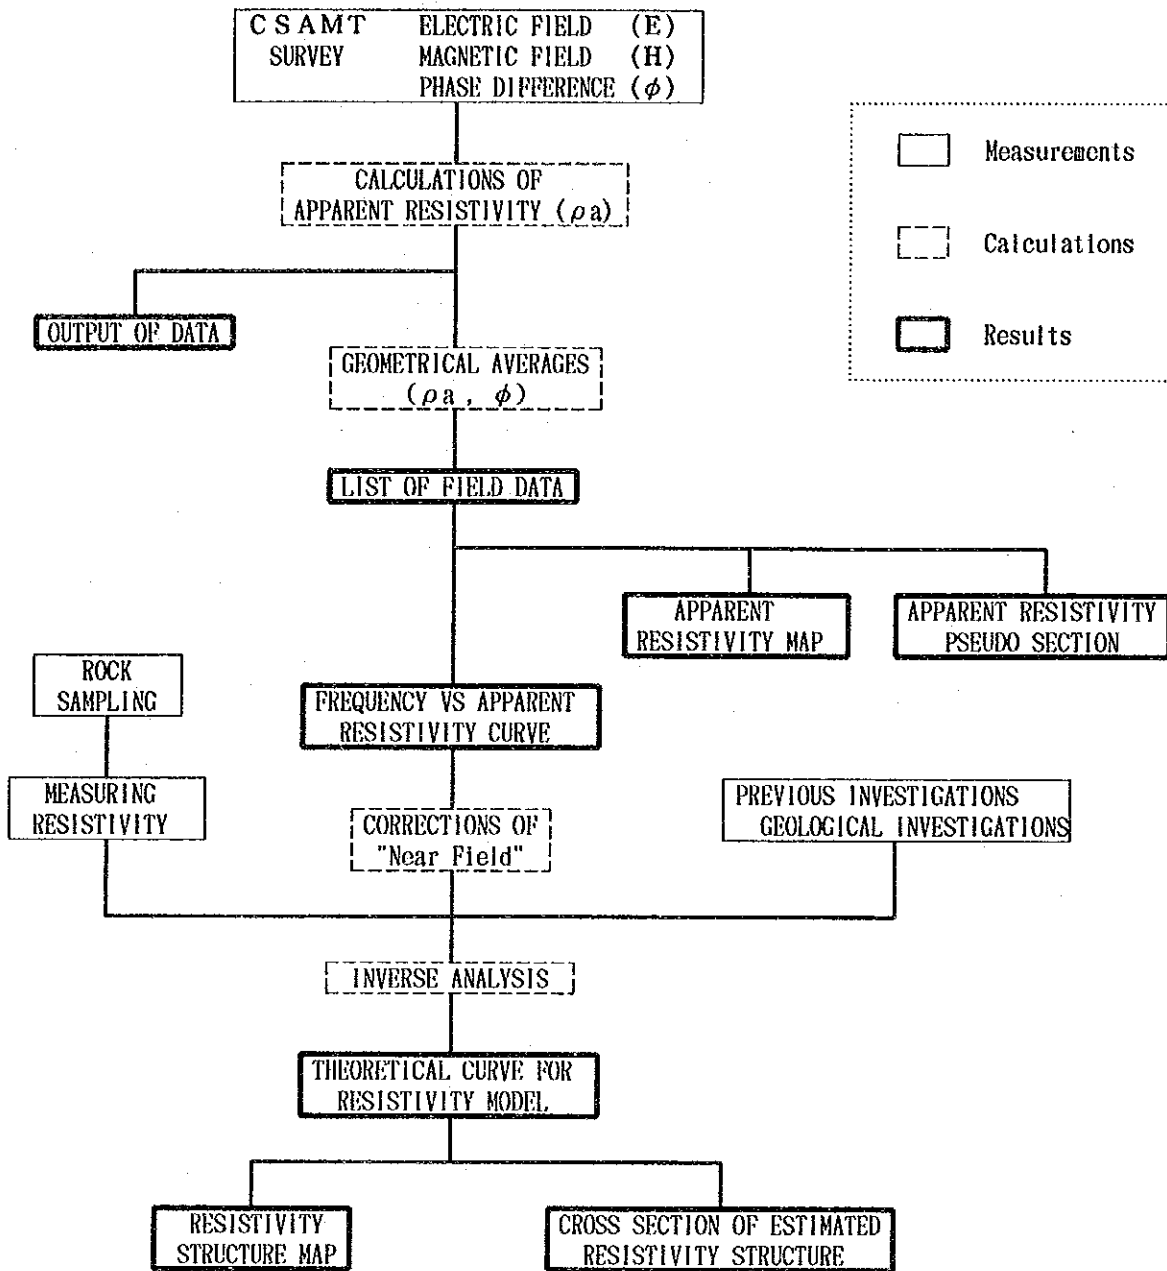 CSAMT ELECTRIC FIELD (E)
SURVEY MAGNETIC FIELD (H)
PHASE DIFFERENCE (ϕ)
Measurements
Calculations
Results
CALCULATIONS OF
APPARENT RESISTIVITY (ρa)
OUTPUT OF DATA
GEOMETRICAL AVERAGES
(ρa , ϕ)
LIST OF FIELD DATA
APPARENT
RESISTIVITY MAP
APPARENT RESISTIVITY
PSEUDO SECTION
ROCK
SAMPLING
FREQUENCY VS APPARENT
RESISTIVITY CURVE
MEASURING
RESISTIVITY
CORRECTIONS OF
"Near Field"
PREVIOUS INVESTIGATIONS
GEOLOGICAL INVESTIGATIONS
INVERSE ANALYSIS
THEORETICAL CURVE FOR
RESISTIVITY MODEL
RESISTIVITY
STRUCTURE MAP
CROSS SECTION OF ESTIMATED
RESISTIVITY STRUCTURE